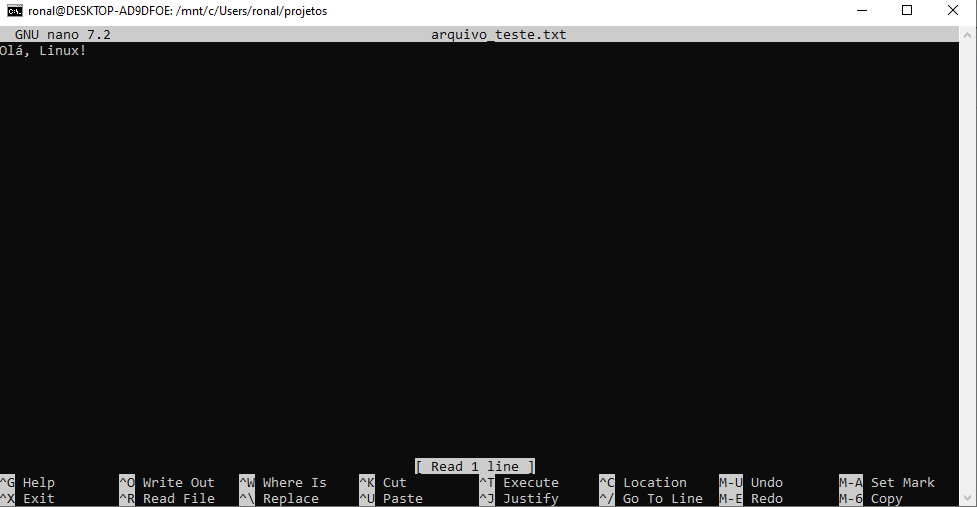 ronal@DESKTOP-AD9DFOE: /mnt/c/Users/ronal/projetos
GNU nano 7.2 arquivo_teste.txt
Olá, Linux!
[ Read 1 line ]
^G Help ^O Write Out ^W Where Is ^K Cut ^T Execute ^C Location M-U Undo M-A Set Mark
^X Exit ^R Read File ^\ Replace ^U Paste ^J Justify ^/ Go To Line M-E Redo M-6 Copy